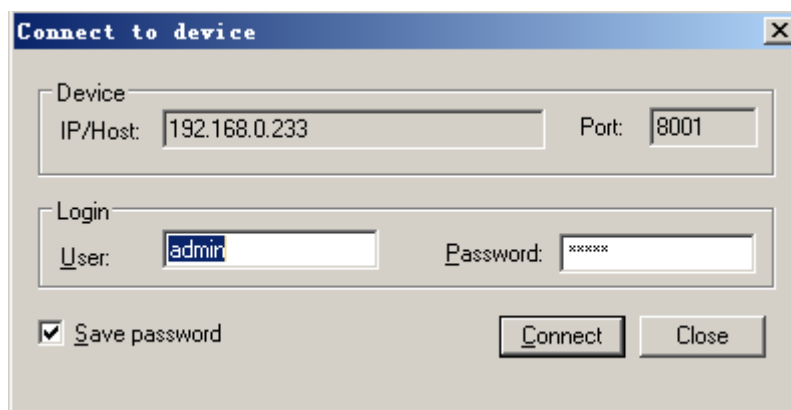 Connect to device
Device
IP/Host: 192.168.0.233 Port: 8001
Login
User: admin Password: *****
Save password Connect Close